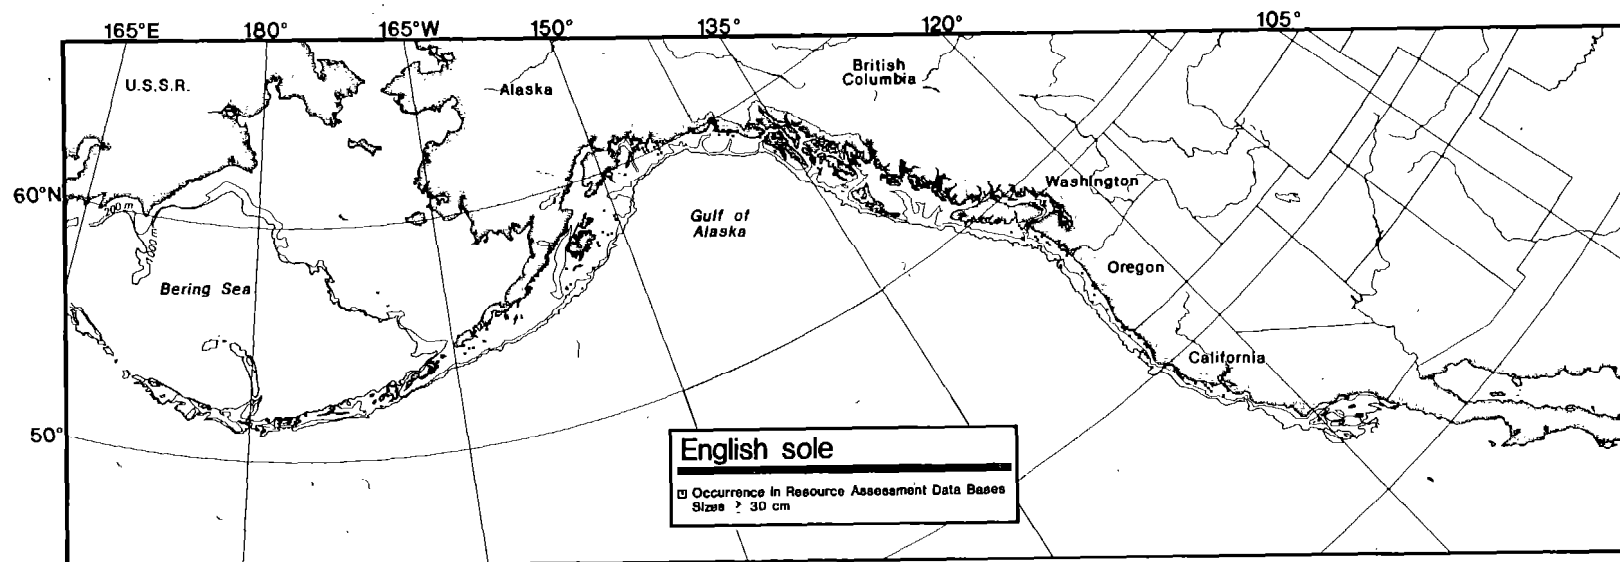 165°E 180° 165°W 150° 135° 120° 105°
U.S.S.R.
Alaska
British
Columbia
60°N
200 m
100 m
Washington
Gulf of
Alaska
Bering Sea
Oregon
California
50°
English sole
Occurrence in Resource Assessment Data Bases
Sizes ≥ 30 cm